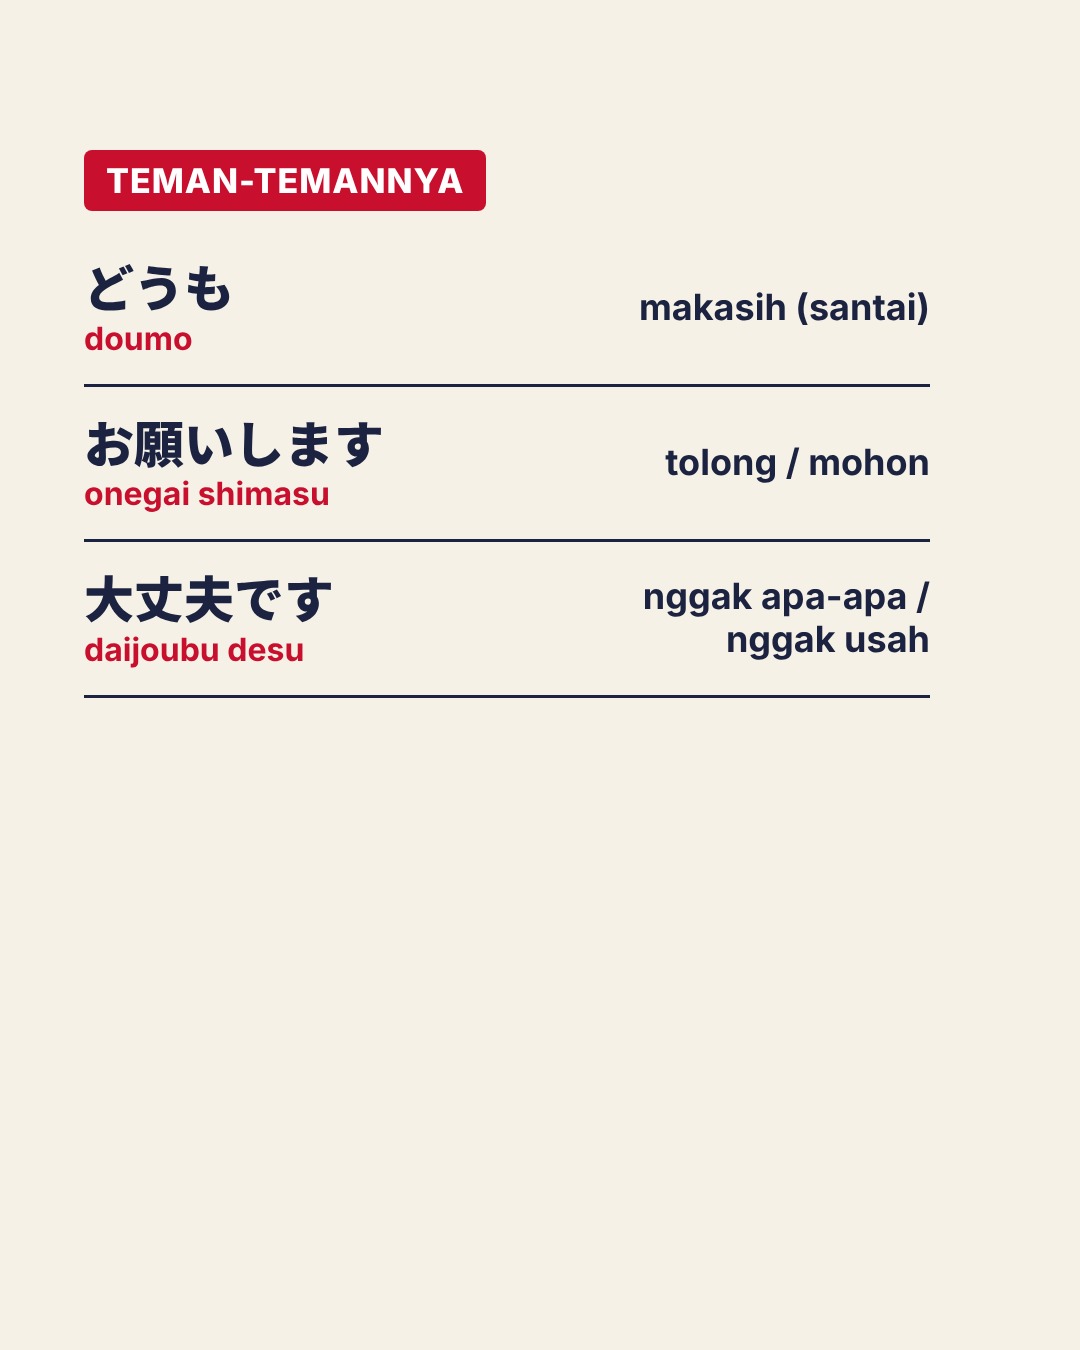 TEMAN-TEMANNYA
どうも
doumo
makasih (santai)
お願いします
onegai shimasu
tolong / mohon
大丈夫です
daijoubu desu
nggak apa-apa /
nggak usah